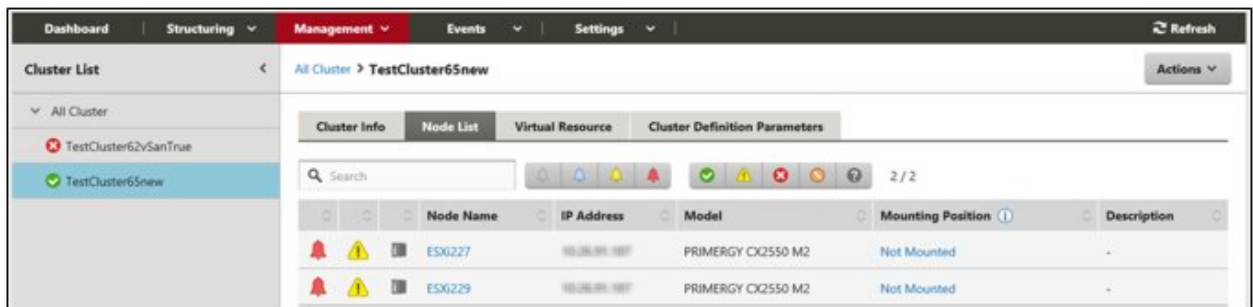 Dashboard Structuring Management Events Settings Refresh
Cluster List All Cluster > TestCluster65new Actions
All Cluster
Cluster Info Node List Virtual Resource Cluster Definition Parameters
TestCluster62vSanTrue
TestCluster65new
Search 2 / 2
Node Name IP Address Model Mounting Position Description
ESXi227 PRIMERGY CX2550 M2 Not Mounted -
ESXi229 PRIMERGY CX2550 M2 Not Mounted -